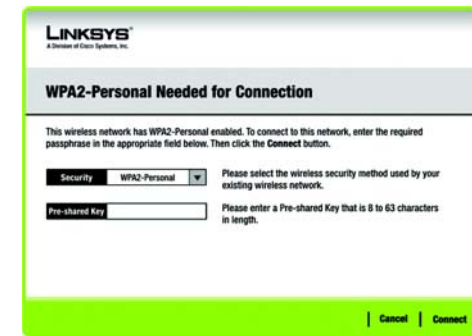 LINKSYS®
A Division of Cisco Systems, Inc.
WPA2-Personal Needed for Connection
This wireless network has WPA2-Personal enabled. To connect to this network, enter the required
passphrase in the appropriate field below. Then click the Connect button.
Security WPA2-Personal Please select the wireless security method used by your
existing wireless network.
Pre-shared Key Please enter a Pre-shared Key that is 8 to 63 characters
in length.
Cancel Connect